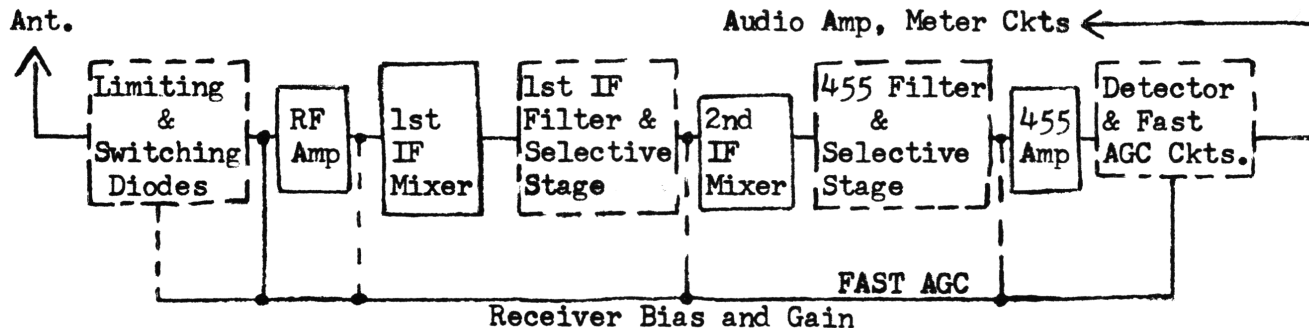 Ant.
Audio Amp, Meter Ckts
Limiting
&
Switching
Diodes
RF
Amp
1st
IF
Mixer
1st IF
Filter &
Selective
Stage
2nd
IF
Mixer
455 Filter
&
Selective
Stage
455
Amp
Detector
& Fast
AGC Ckts.
FAST AGC
Receiver Bias and Gain